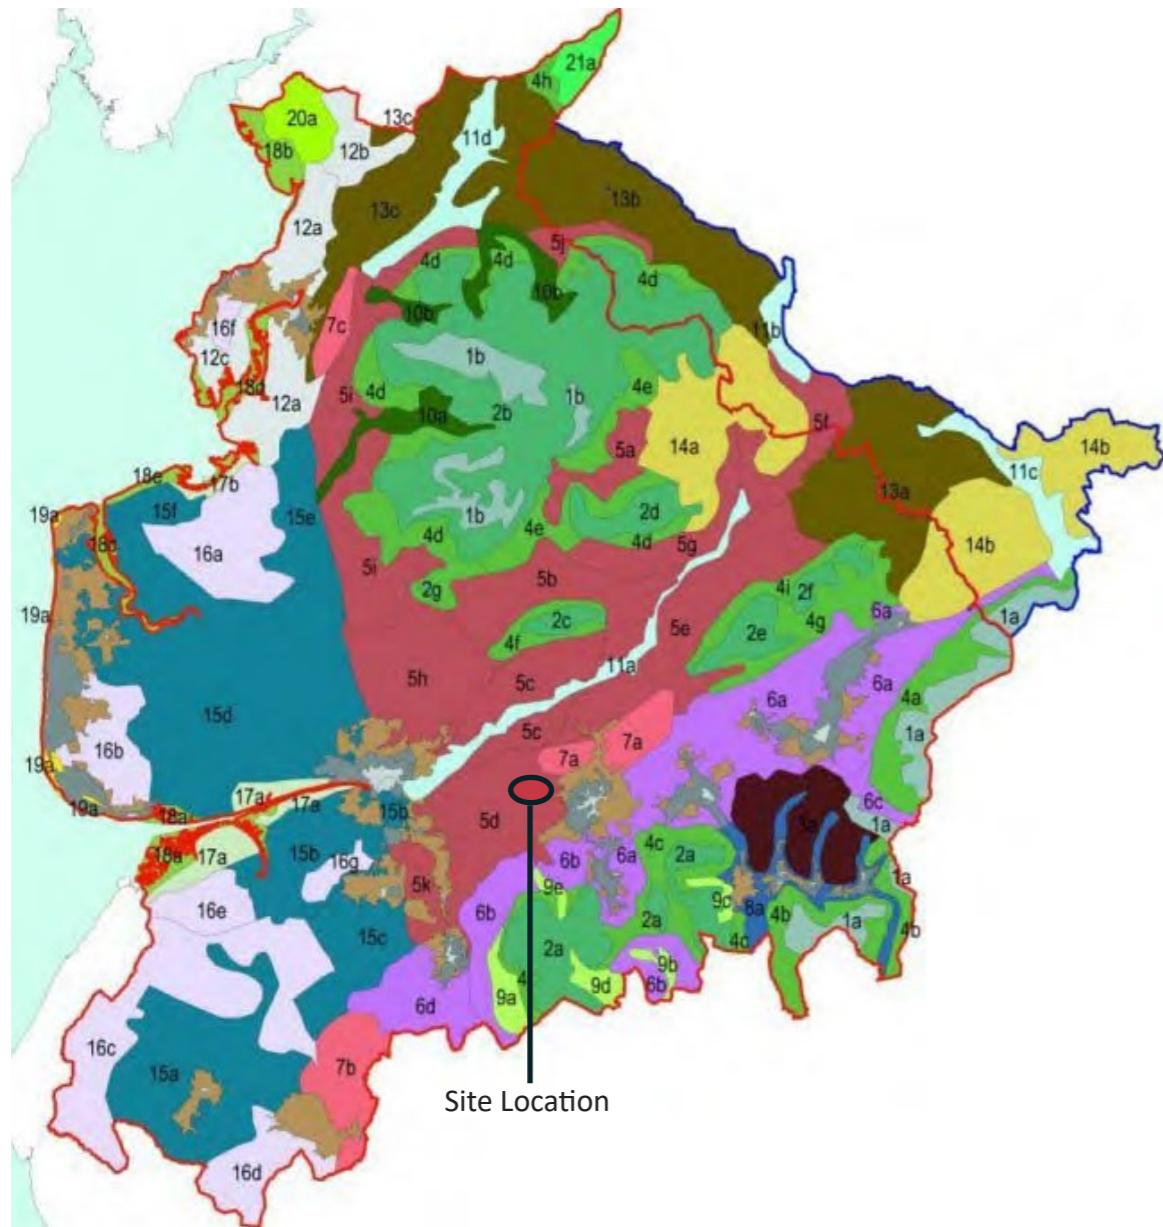 21a
4h
20a
13c
18b
12b
11d
13c
13b
12a
5j
4d
4d
4d
10b
10b
11b
7c
16f
12c
1b
18d
12a
5i
4d
4e
1b
10a
2b
5f
5a
14a
14b
11c
18e
17b
15f
15e
13a
19a
18c
1b
2d
16a
4d
4e
4d
5g
14b
5i
5b
4i
2f
2g
19a
6a
1a
2c
4g
5e
2e
4f
11a
5h
5c
6a
6a
4a
15d
5c
1a
16b
7a
7a
19a
17a
17a
6c
19a
18a
15b
5d
3a
1a
18a
17a
15b
16g
4c
6b
6a
2a
1a
5k
9e
9c
16e
6b
8a
4b
15c
2a
1a
4b
2a
4c
9b
4
9d
6b
9a
6d
16c
15a
7b
Site Location
16d